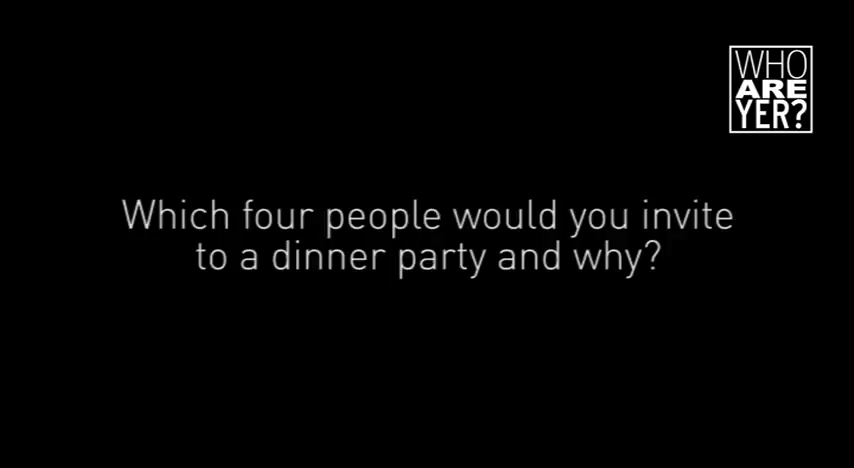 WHO
ARE
YER?
Which four people would you invite
to a dinner party and why?